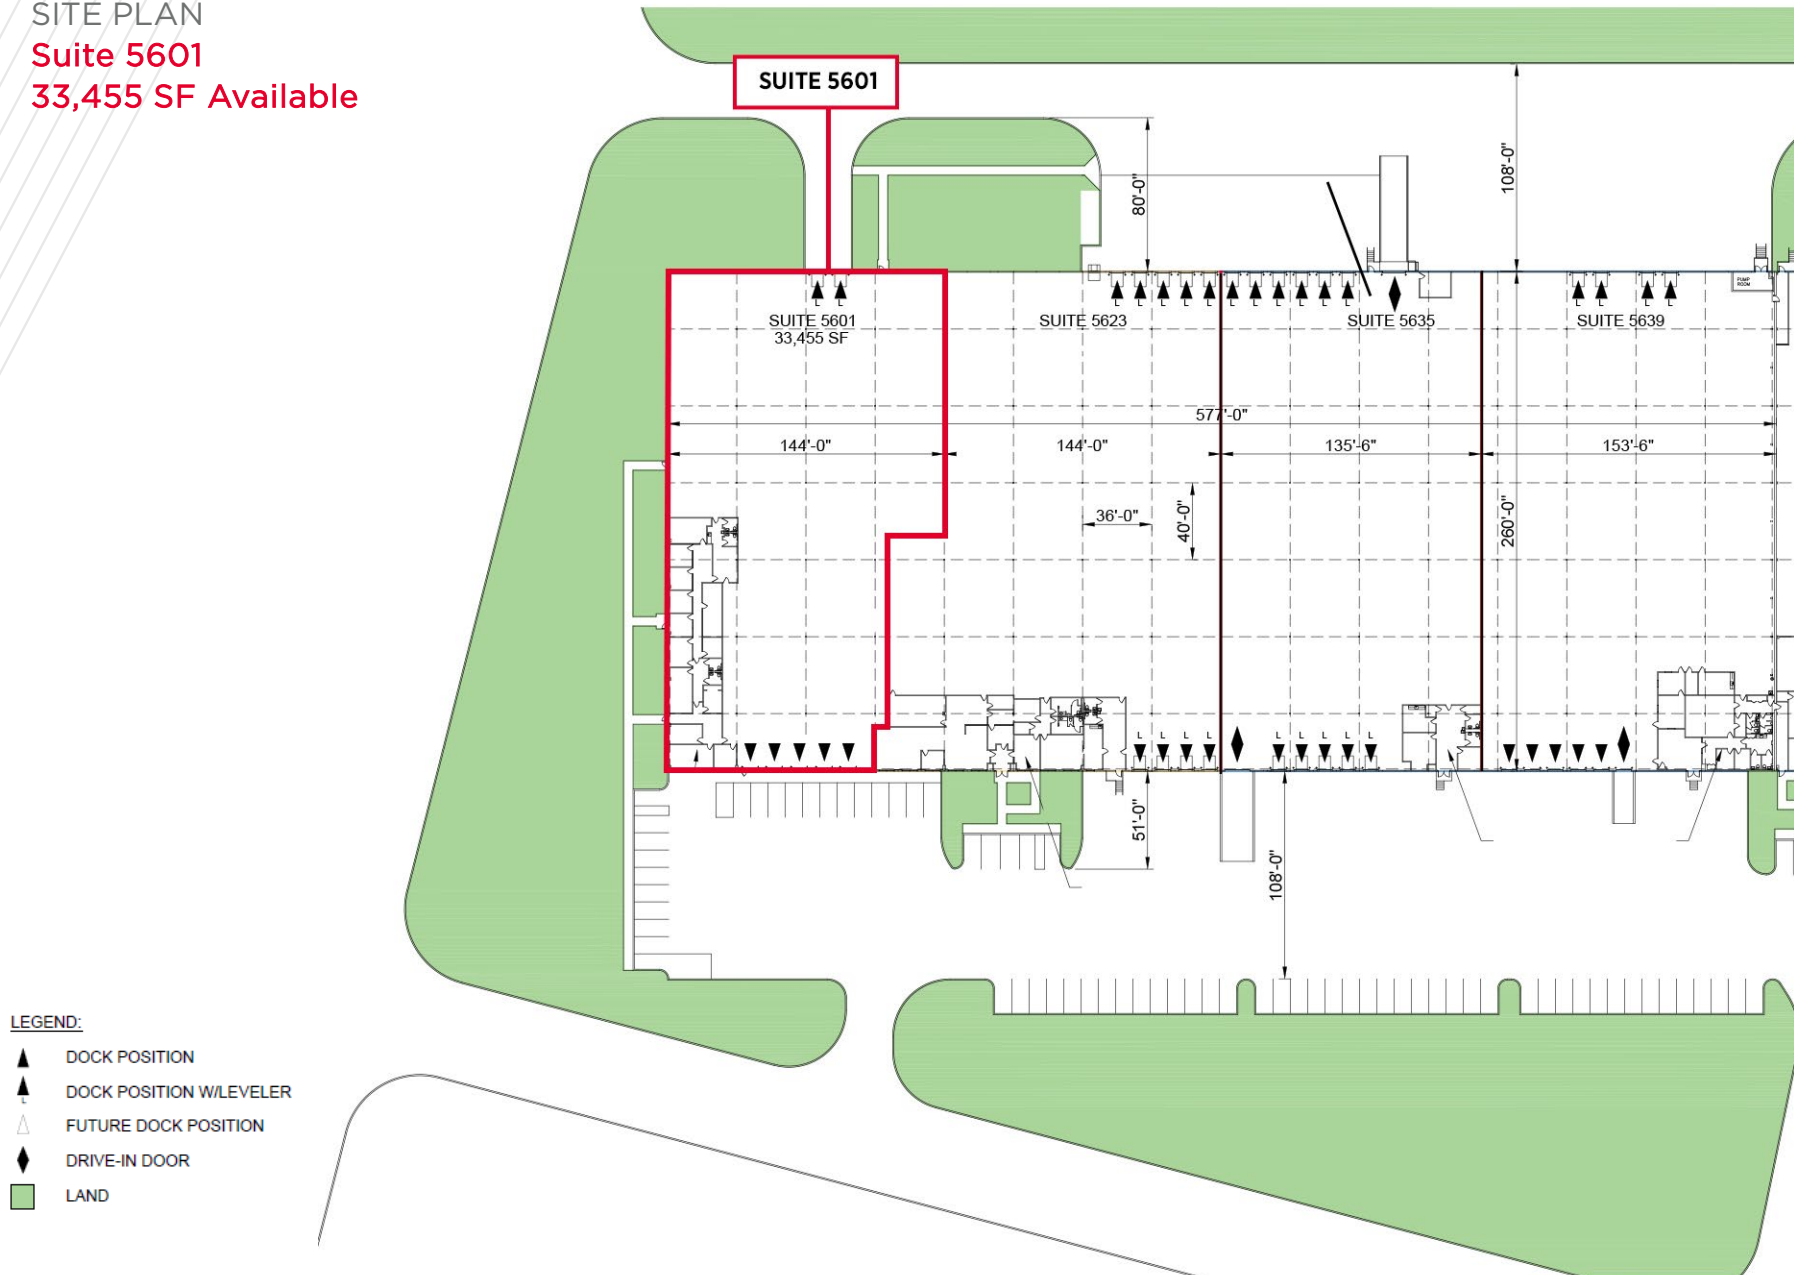 SITE PLAN
Suite 5601
33,455 SF Available
SUITE 5601
80'-0"
108'-0"
PUMP
ROOM
L L L L L L L L L L L L L L L L L
SUITE 5601
33,455 SF
SUITE 5623
SUITE 5635
SUITE 5639
577'-0"
144'-0"
144'-0"
135'-6"
153'-6"
36'-0"
40'-0"
260'-0"
L L L L L L L L L
51'-0"
108'-0"
LEGEND:
DOCK POSITION
L
DOCK POSITION W/LEVELER
FUTURE DOCK POSITION
DRIVE-IN DOOR
LAND